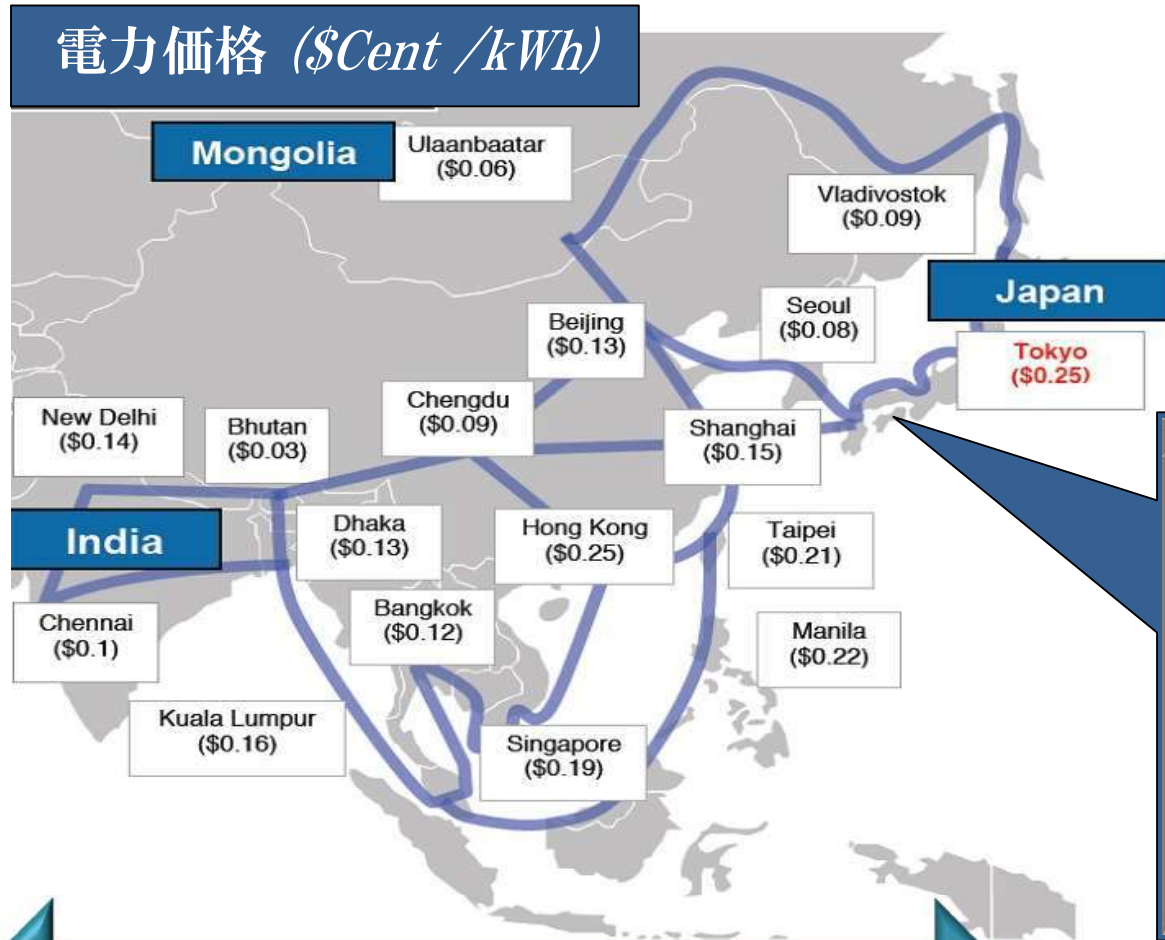 電力価格 ($Cent /kWh)
Mongolia
Ulaanbaatar
($0.06)
Vladivostok
($0.09)
Japan
Beijing
($0.13)
Seoul
($0.08)
Tokyo
($0.25)
New Delhi
($0.14)
Bhutan
($0.03)
Chengdu
($0.09)
Shanghai
($0.15)
India
Dhaka
($0.13)
Hong Kong
($0.25)
Taipei
($0.21)
Chennai
($0.1)
Bangkok
($0.12)
Manila
($0.22)
Kuala Lumpur
($0.16)
Singapore
($0.19)